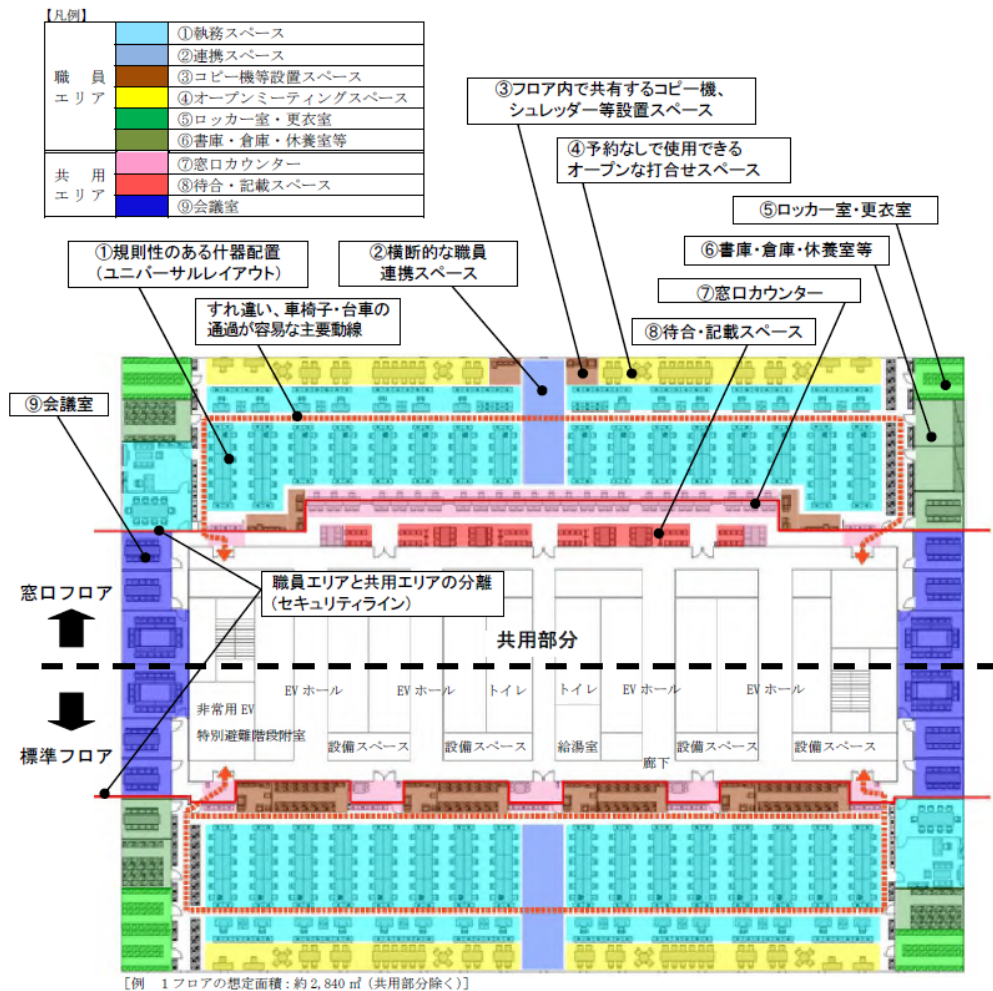 【凡例】
職員
エリア
①執務スペース
②連携スペース
③コピー機等設置スペース
④オープンミーティングスペース
⑤ロッカー室・更衣室
⑥書庫・倉庫・休養室等
共用
エリア
⑦窓口カウンター
⑧待合・記載スペース
⑨会議室
③フロア内で共有するコピー機、
シュレッダー等設置スペース
④予約なしで使用できる
オープンな打合せスペース
⑤ロッカー室・更衣室
①規則性のある什器配置
（ユニバーサルレイアウト）
②横断的な職員
連携スペース
⑥書庫・倉庫・休養室等
⑦窓口カウンター
すれ違い、車椅子・台車の
通過が容易な主要動線
⑧待合・記載スペース
⑨会議室
職員エリアと共用エリアの分離
（セキュリティライン）
窓口フロア
共用部分
標準フロア
EV ホール
EV ホール
トイレ
トイレ
EV ホール
EV ホール
非常用 EV
特別避難階段附室
設備スペース
設備スペース
給湯室
設備スペース
設備スペース
廊下
［例　1フロアの想定面積：約 2,840 ㎡（共用部分除く）］